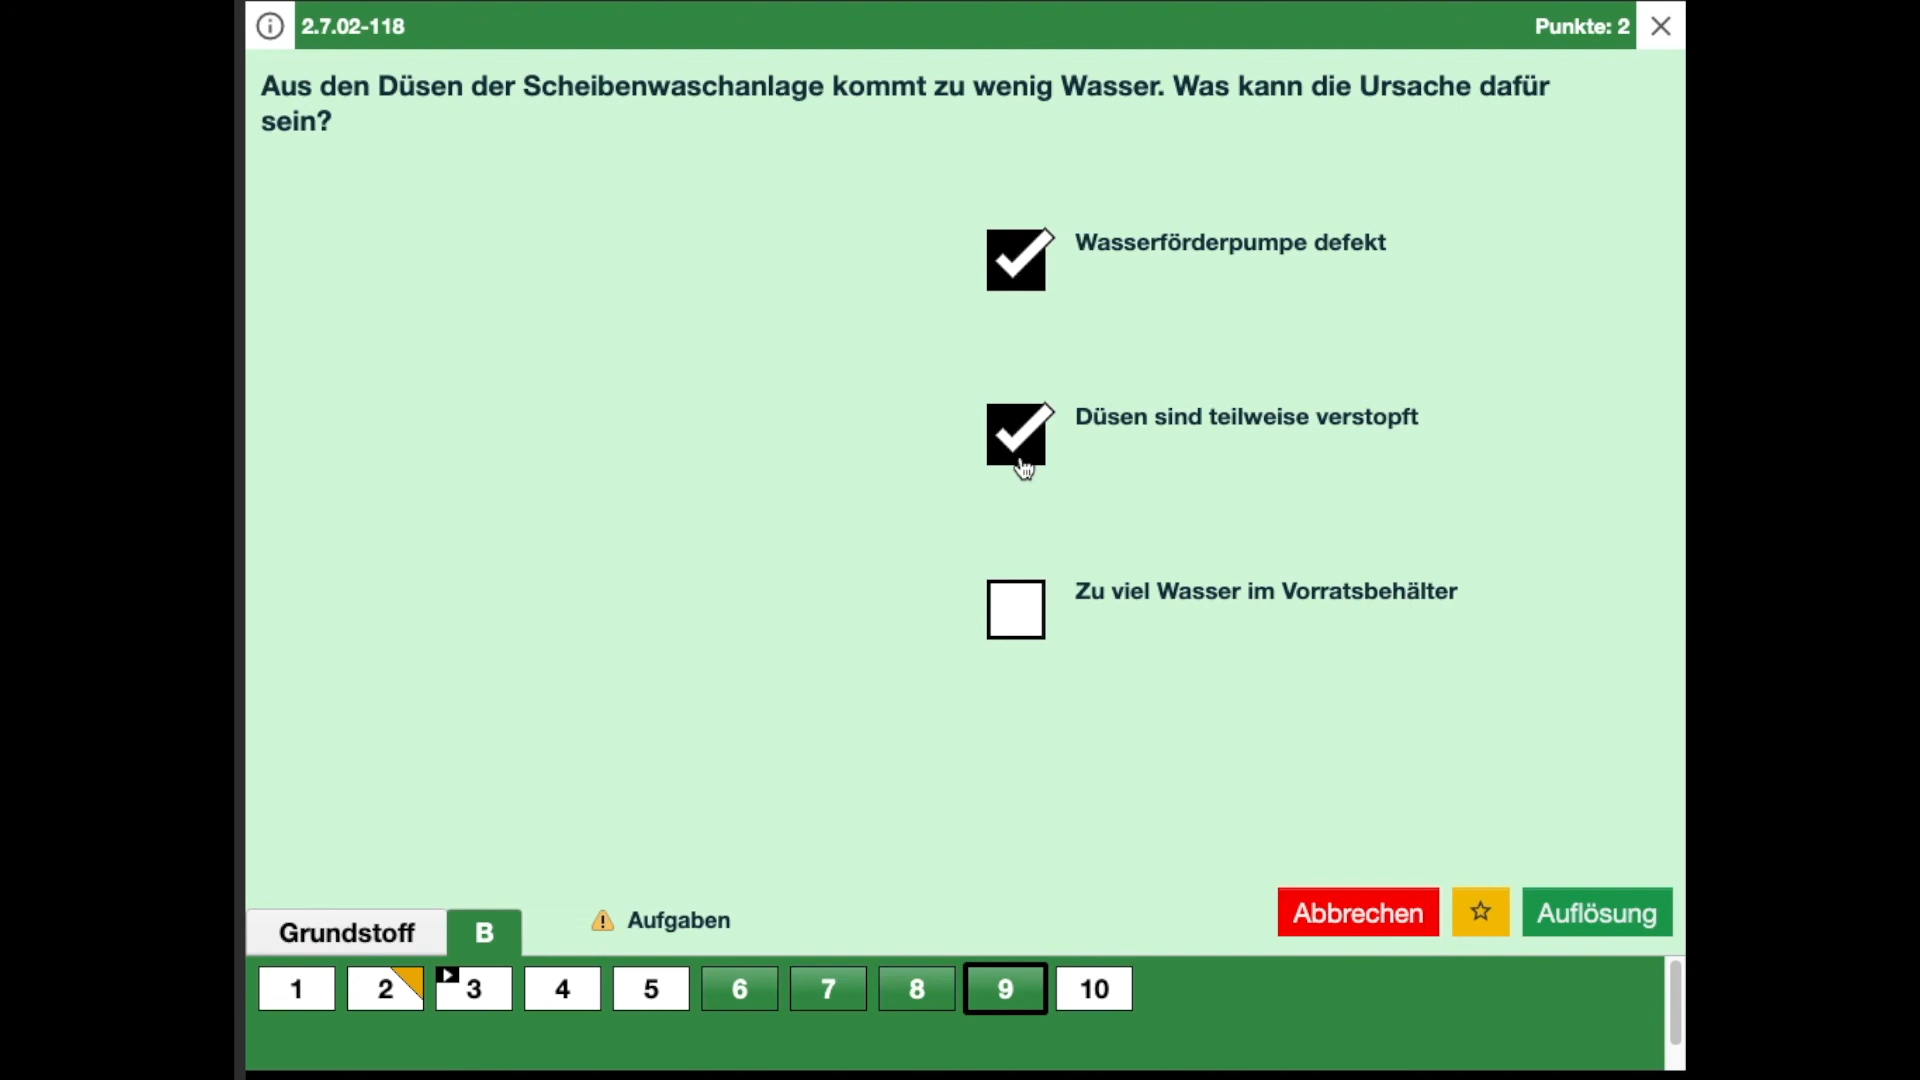 2.7.02-118
Punkte: 2
Aus den Düsen der Scheibenwaschanlage kommt zu wenig Wasser. Was kann die Ursache dafür
sein?
Wasserförderpumpe defekt
Düsen sind teilweise verstopft
Zu viel Wasser im Vorratsbehälter
Grundstoff
B
Aufgaben
Abbrechen
Auflösung
1 2 3 4 5 6 7 8 9 10